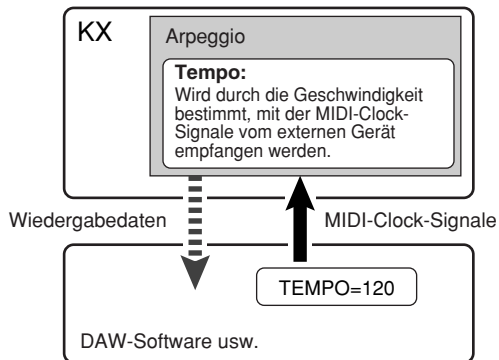 KX
Arpeggio
Tempo:
Wird durch die Geschwindigkeit
bestimmt, mit der MIDI-Clock-
Signale vom externen Gerät
empfangen werden.
Wiedergabedaten
MIDI-Clock-Signale
TEMPO=120
DAW-Software usw.